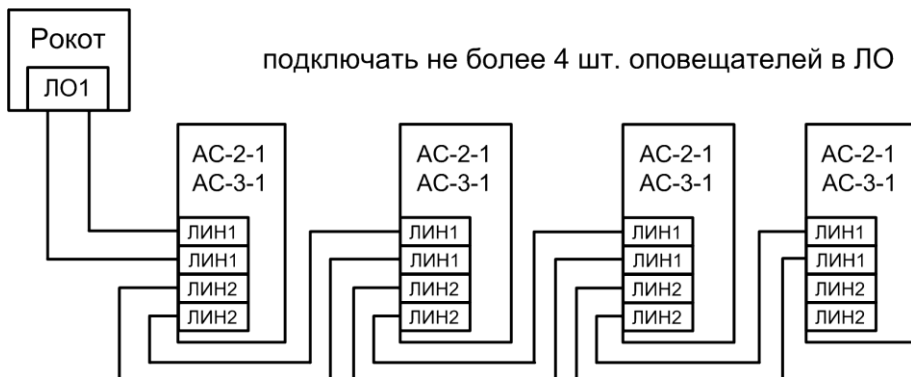 Рокот
ЛО1
подключать не более 4 шт. оповещателей в ЛО
АС-2-1
АС-3-1
ЛИН1
ЛИН1
ЛИН2
ЛИН2
АС-2-1
АС-3-1
ЛИН1
ЛИН1
ЛИН2
ЛИН2
АС-2-1
АС-3-1
ЛИН1
ЛИН1
ЛИН2
ЛИН2
АС-2-1
АС-3-1
ЛИН1
ЛИН1
ЛИН2
ЛИН2